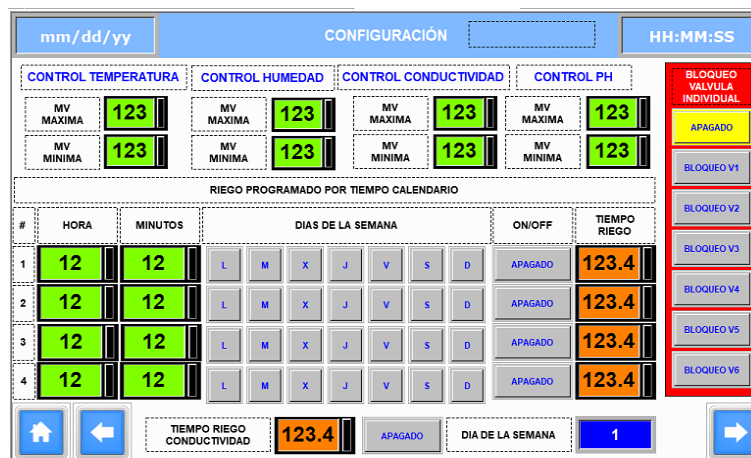 mm/dd/yy
CONFIGURACIÓN
HH:MM:SS
CONTROL TEMPERATURA
CONTROL HUMEDAD
CONTROL CONDUCTIVIDAD
CONTROL PH
MV
MAXIMA
123
MV
MAXIMA
123
MV
MAXIMA
123
MV
MAXIMA
123
MV
MINIMA
123
MV
MINIMA
123
MV
MINIMA
123
MV
MINIMA
123
BLOQUEO
VALVULA
INDIVIDUAL
APAGADO
BLOQUEO V1
BLOQUEO V2
BLOQUEO V3
BLOQUEO V4
BLOQUEO V5
BLOQUEO V6
RIEGO PROGRAMADO POR TIEMPO CALENDARIO
# HORA MINUTOS DIAS DE LA SEMANA ON/OFF TIEMPO
RIEGO
1 12 12 L M X J V S D APAGADO 123.4
2 12 12 L M X J V S D APAGADO 123.4
3 12 12 L M X J V S D APAGADO 123.4
4 12 12 L M X J V S D APAGADO 123.4
TIEMPO RIEGO
CONDUCTIVIDAD
123.4
APAGADO
DIA DE LA SEMANA
1